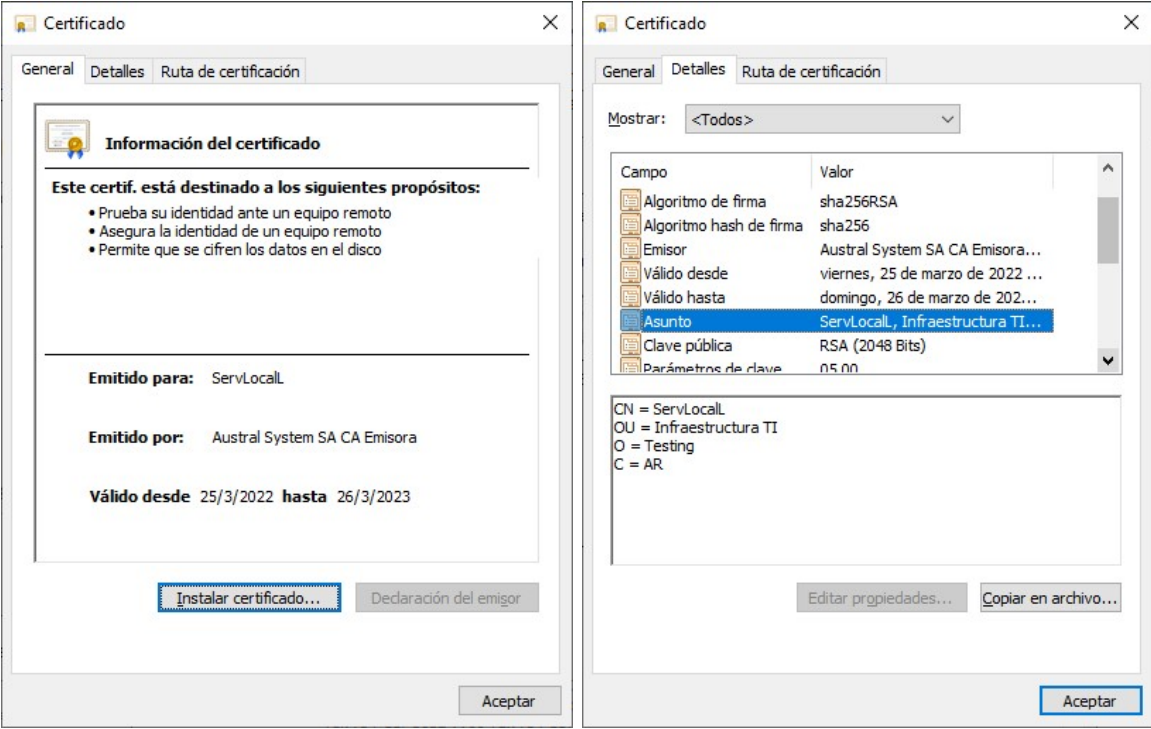 Certificado
General Detalles Ruta de certificación
Información del certificado
Este certif. está destinado a los siguientes propósitos:
• Prueba su identidad ante un equipo remoto
• Asegura la identidad de un equipo remoto
• Permite que se cifren los datos en el disco
Emitido para: ServLocalL
Emitido por: Austral System SA CA Emisora
Válido desde 25/3/2022 hasta 26/3/2023
Instalar certificado... Declaración del emisor
Aceptar
Certificado
General Detalles Ruta de certificación
Mostrar: <Todos>
Campo Valor
Algoritmo de firma sha256RSA
Algoritmo hash de firma sha256
Emisor Austral System SA CA Emisora...
Válido desde viernes, 25 de marzo de 2022 ...
Válido hasta domingo, 26 de marzo de 202...
Asunto ServLocalL, Infraestructura TI...
Clave pública RSA (2048 Bits)
Parámetros de clave 05 00
CN = ServLocalL
OU = Infraestructura TI
O = Testing
C = AR
Editar propiedades... Copiar en archivo...
Aceptar